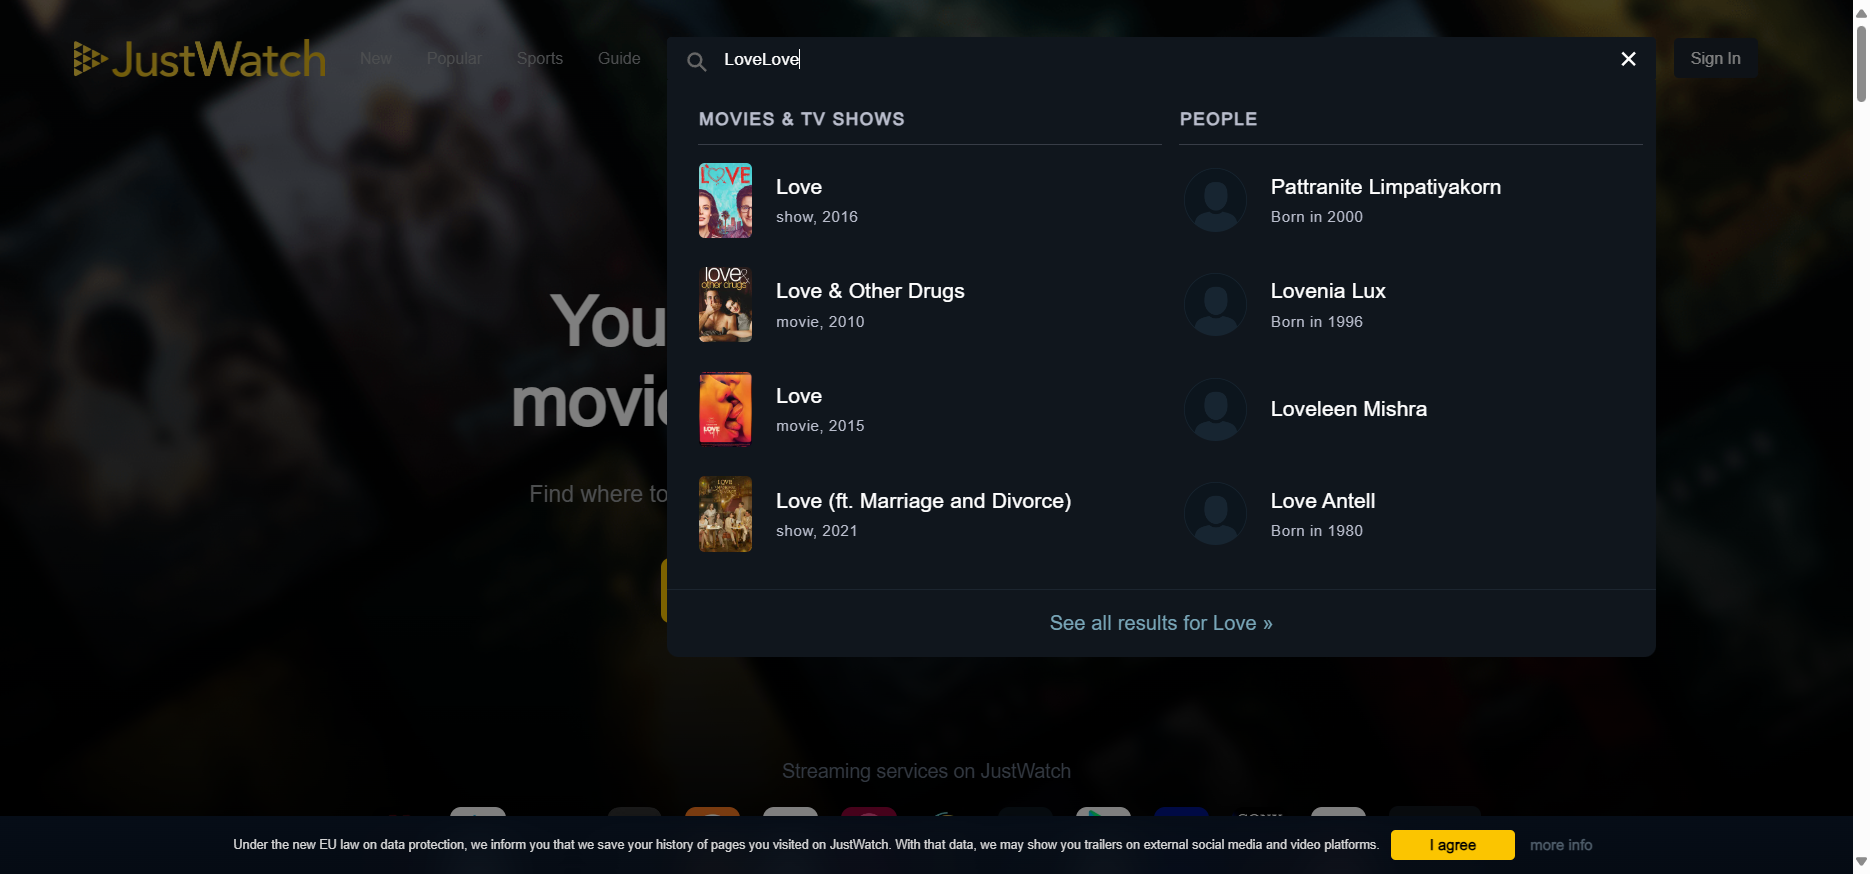 JustWatch
New
Popular
Sports
Guide
LoveLove
Sign In
MOVIES & TV SHOWS
Love
show, 2016
Love & Other Drugs
movie, 2010
Love
movie, 2015
Love (ft. Marriage and Divorce)
show, 2021
PEOPLE
Pattranite Limpatiyakorn
Born in 2000
Lovenia Lux
Born in 1996
Loveleen Mishra
Love Antell
Born in 1980
See all results for Love »
LOVE
love &
other drugs
LOVE
LOVE
You
movie
Find where to
Streaming services on JustWatch
Under the new EU law on data protection, we inform you that we save your history of pages you visited on JustWatch. With that data, we may show you trailers on external social media and video platforms.
I agree
more info